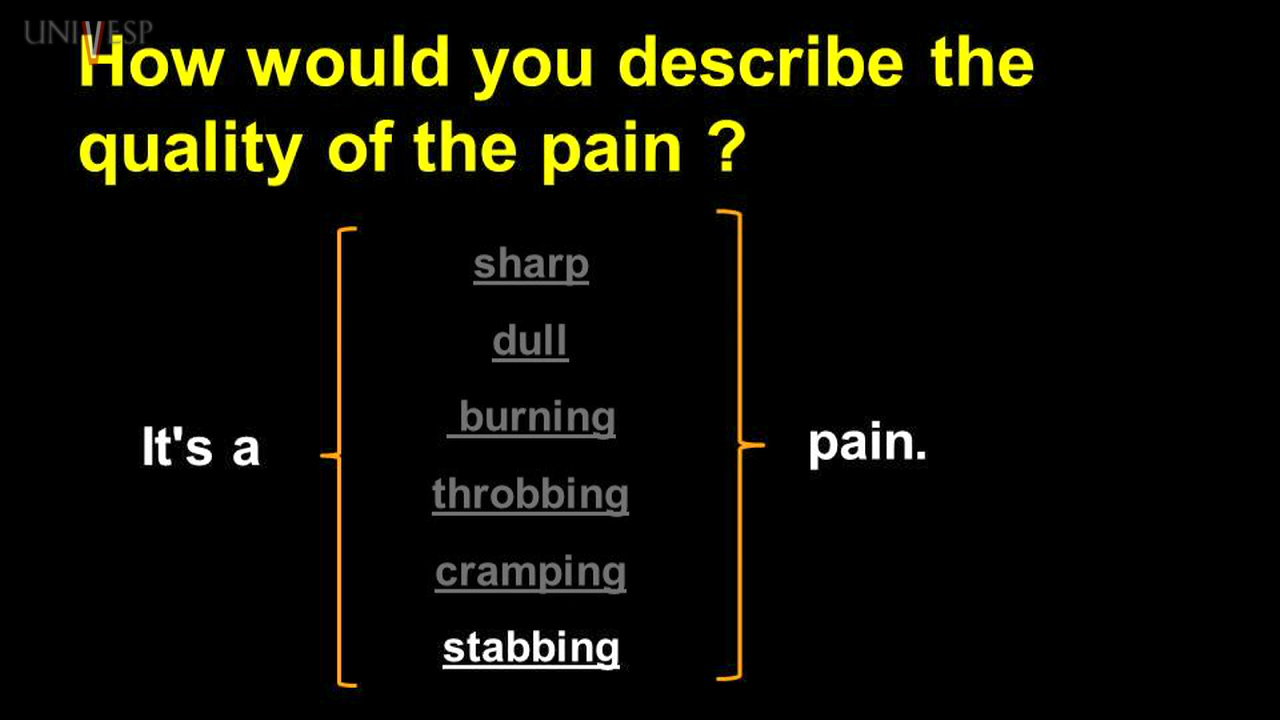 UNIVESP
How would you describe the
quality of the pain ?
sharp
dull
burning
throbbing
It's a
pain.
cramping
stabbing